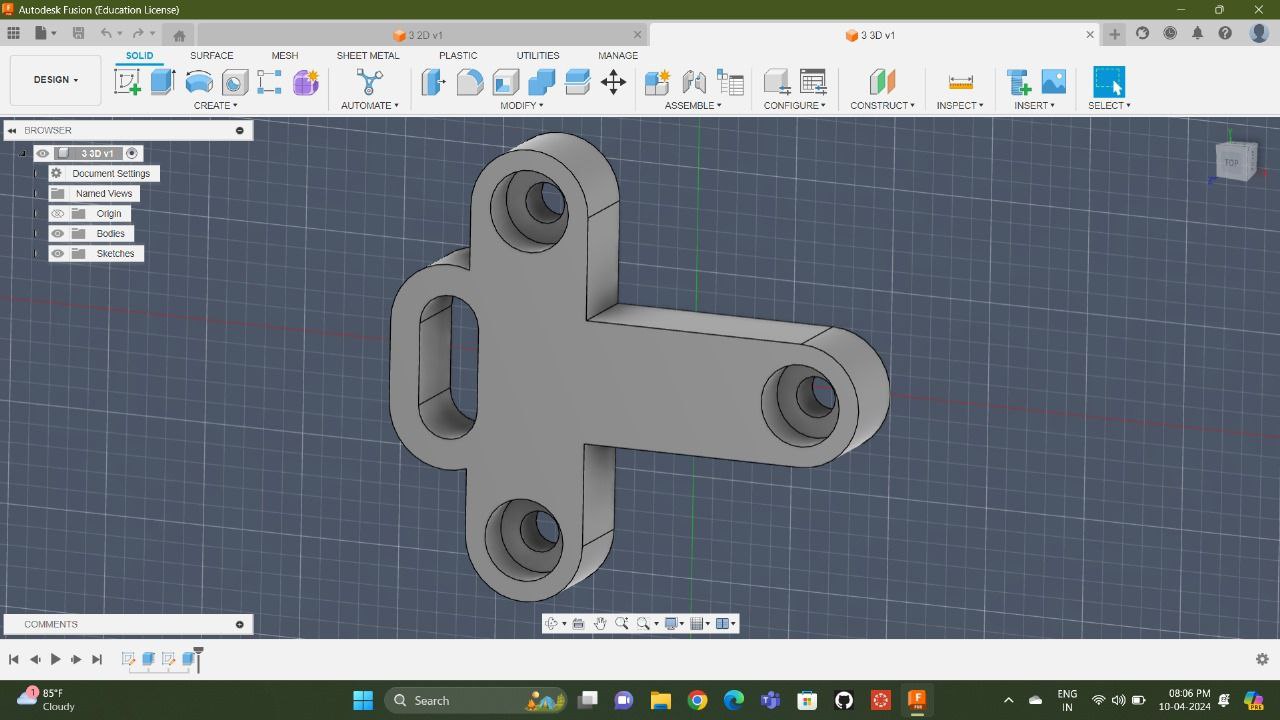 Autodesk Fusion (Education License)
3 2D v1
3 3D v1
SOLID SURFACE MESH SHEET METAL PLASTIC UTILITIES MANAGE
DESIGN
CREATE AUTOMATE MODIFY ASSEMBLE CONFIGURE CONSTRUCT INSPECT INSERT SELECT
BROWSER
3 3D v1
Document Settings
Named Views
Origin
Bodies
Sketches
TOP
COMMENTS
1
85°F
Cloudy
Search
ENG
IN
08:06 PM
10-04-2024